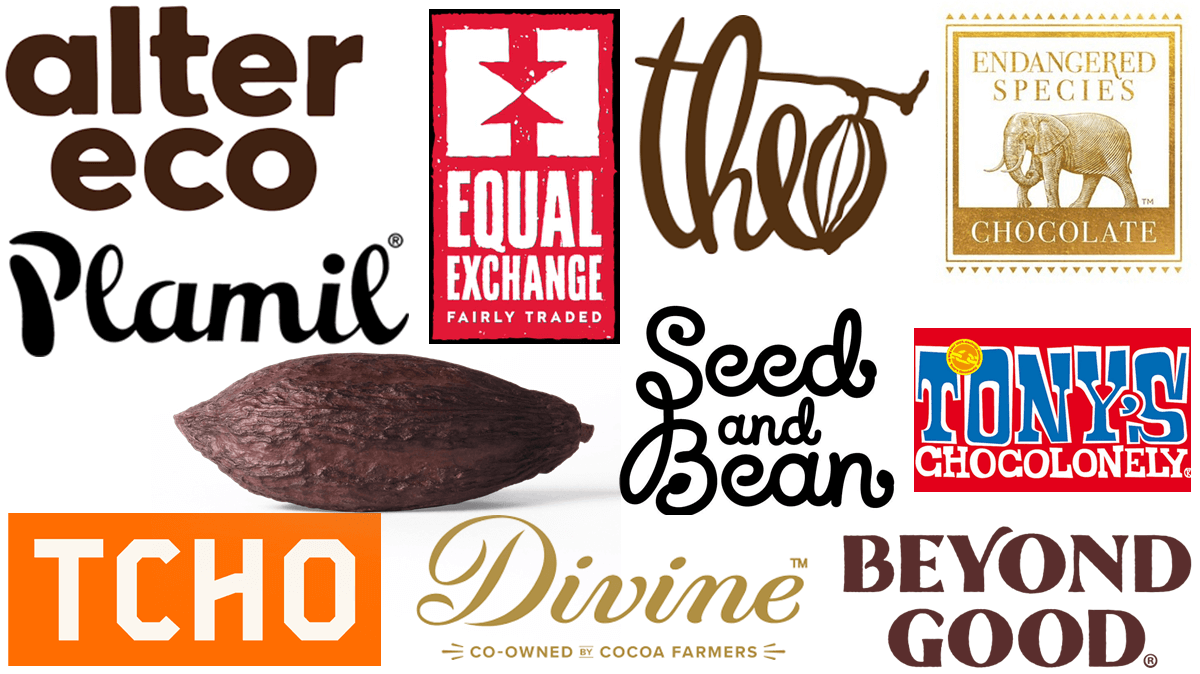 alter
eco
EQUAL
EXCHANGE
FAIRLY TRADED
theo
ENDANGERED
SPECIES
™
CHOCOLATE
Plamil®
Seed
and
Bean
TONY'S
CHOCOLONELY
TCHO
Divine™
CO-OWNED BY COCOA FARMERS
BEYOND
GOOD®